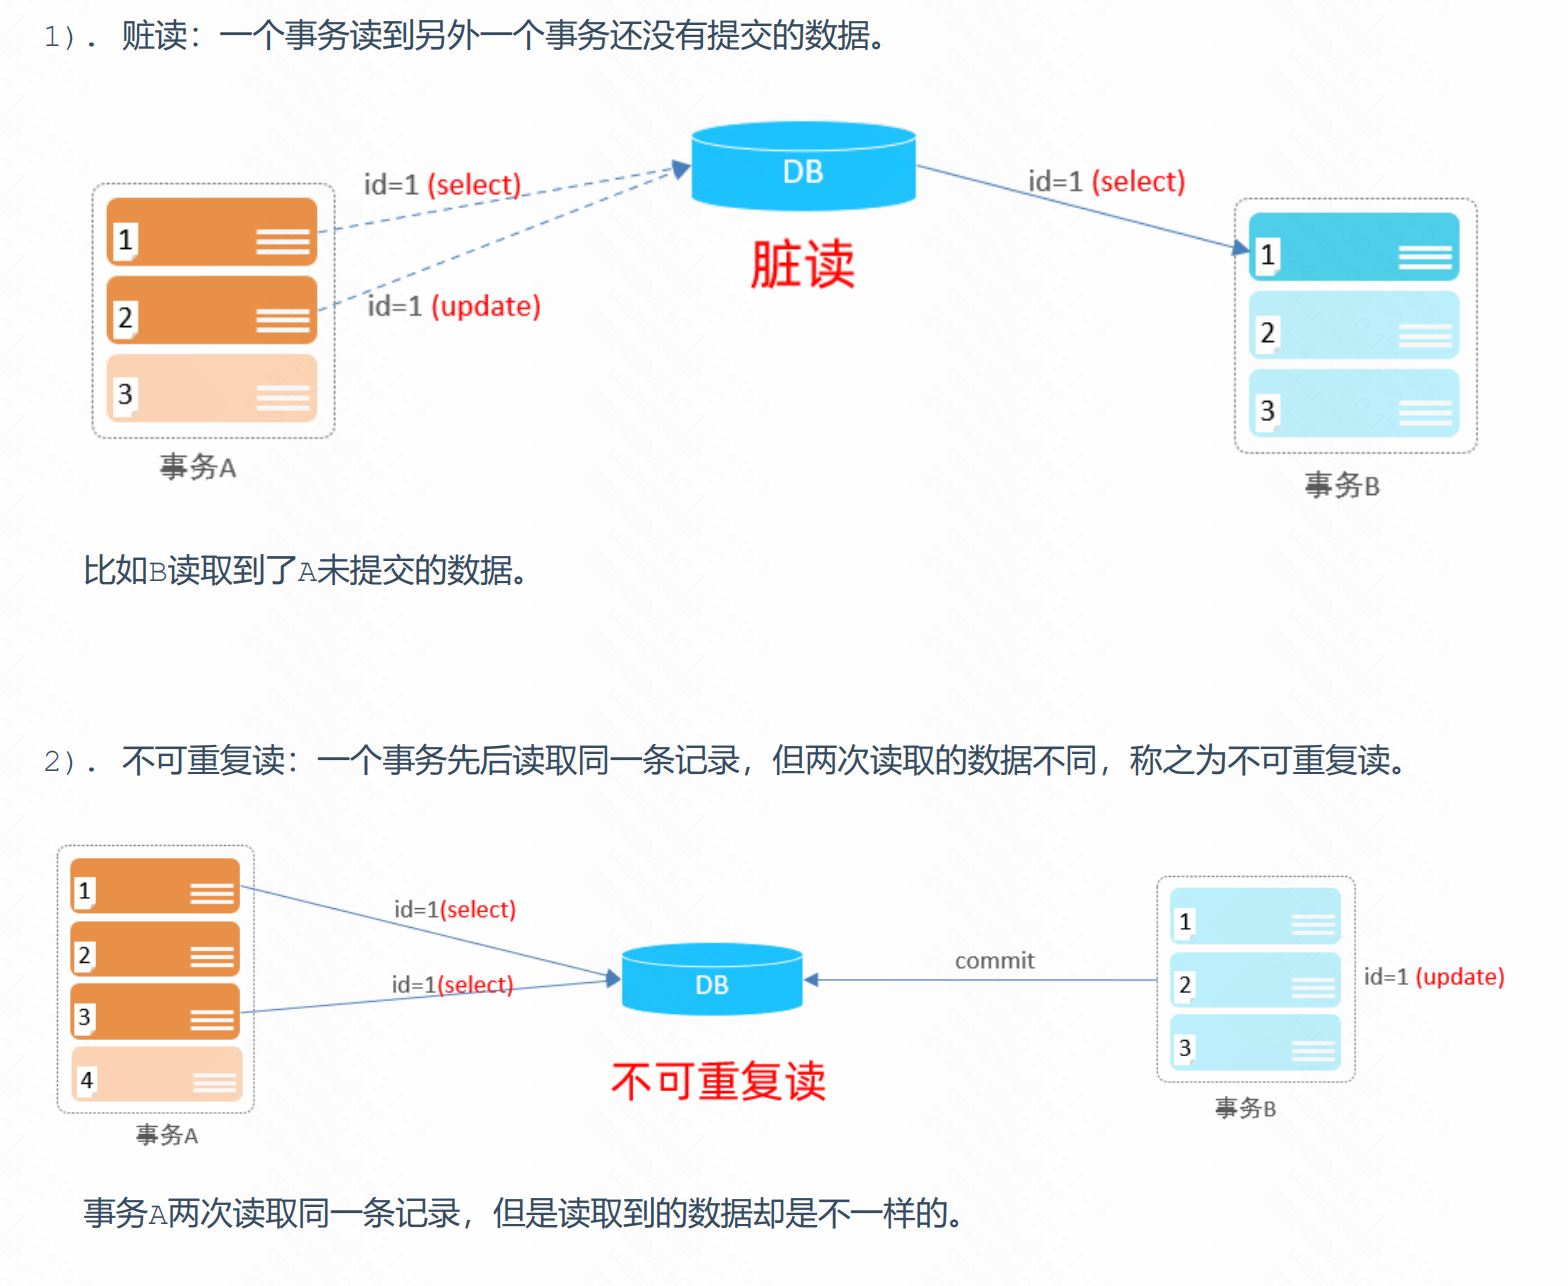 1). 脏读：一个事务读到另外一个事务还没有提交的数据。
DB
id=1 (select)
id=1 (select)
1
2
3
id=1 (update)
脏读
1
2
3
事务A
事务B
比如B读取到了A未提交的数据。
2). 不可重复读：一个事务先后读取同一条记录，但两次读取的数据不同，称之为不可重复读。
1
2
3
4
id=1(select)
id=1(select)
DB
commit
1
2
3
id=1 (update)
不可重复读
事务A
事务B
事务A两次读取同一条记录，但是读取到的数据却是不一样的。